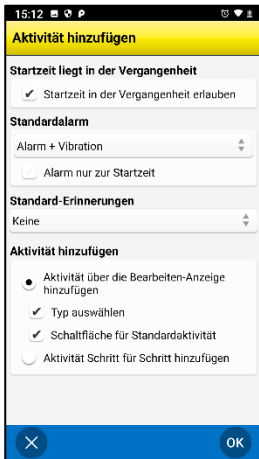 15:12
Aktivität hinzufügen
Startzeit liegt in der Vergangenheit
Startzeit in der Vergangenheit erlauben
Standardalarm
Alarm + Vibration
Alarm nur zur Startzeit
Standard-Erinnerungen
Keine
Aktivität hinzufügen
Aktivität über die Bearbeiten-Anzeige
hinzufügen
Typ auswählen
Schaltfläche für Standardaktivität
Aktivität Schritt für Schritt hinzufügen
OK